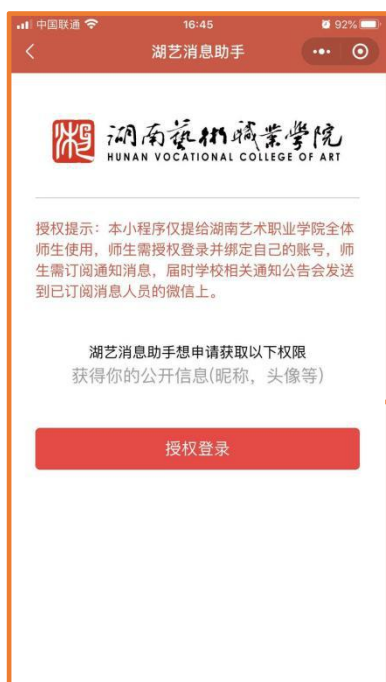 中国联通 16:45 92%
湖艺消息助手
湖南艺术职业学院
HUNAN VOCATIONAL COLLEGE OF ART
授权提示：本小程序仅提给湖南艺术职业学院全体
师生使用，师生需授权登录并绑定自己的账号，师
生需订阅通知消息，届时学校相关通知公告会发送
到已订阅消息人员的微信上。
湖艺消息助手想申请获取以下权限
获得你的公开信息(昵称，头像等)
授权登录